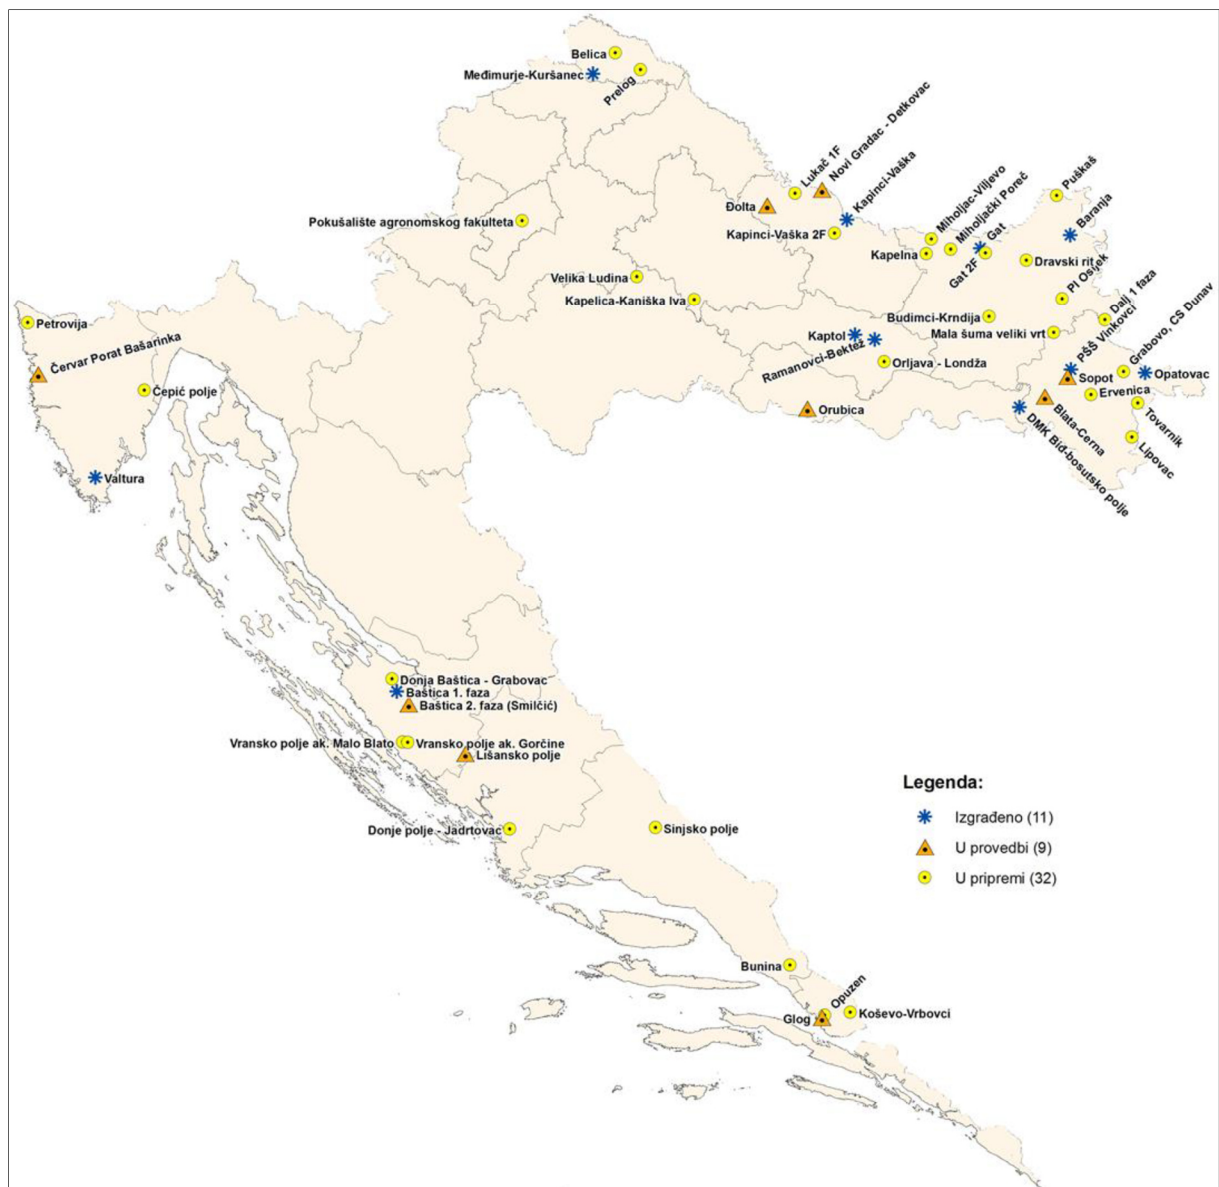 Belica
Međimurje-Kuršanec
Prelog
Lukač 1F
Novi Gradac - Detkovac
Đolta
Kapinci-Vaška
Kapinci-Vaška 2F
Pokušalište agronomskog fakulteta
Miholjac-Viljevo
Miholjački Poreč
Kapelna
Gat
Gat 2F
Puškaš
Baranja
Dravski rit
Velika Ludina
Kapelica-Kaniška Iva
PI Osijek
Dalj 1 faza
Budimci-Krndija
Mala šuma veliki vrt
Petrovija
Červar Porat Bašarinka
Čepić polje
Valtura
Kaptol
Ramanovci-Bektež
Orljava - Londža
Orubica
PŠŠ Vinkovci
Grabovo, CS Dunav
Opatovac
Sopot
Ervenica
Blata-Cerna
Tovarnik
DMK Biđ-bosutsko polje
Lipovac
Donja Baštica - Grabovac
Baštica 1. faza
Baštica 2. faza (Smilčić)
Vransko polje ak. Malo Blato
Vransko polje ak. Gorčine
Lišansko polje
Donje polje - Jadrtovac
Sinjsko polje
Legenda:
Izgrađeno (11)
U provedbi (9)
U pripremi (32)
Bunina
Opuzen
Glog
Koševo-Vrbovci